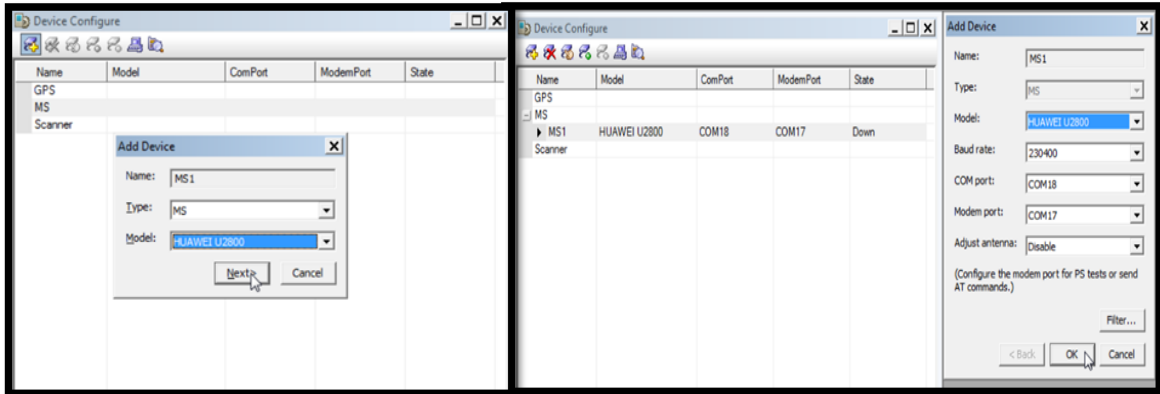 Device Configure
Name Model ComPort ModemPort State
GPS
MS
Scanner
Add Device
Name: MS1
Type: MS
Model: HUAWEI U2800
Next>
Cancel
Device Configure
Name Model ComPort ModemPort State
GPS
MS
MS1 HUAWEI U2800 COM18 COM17 Down
Scanner
Add Device
Name: MS1
Type: MS
Model: HUAWEI U2800
Baud rate: 230400
COM port: COM18
Modem port: COM17
Adjust antenna: Disable
(Configure the modem port for PS tests or send
AT commands.)
Filter...
< Back OK Cancel